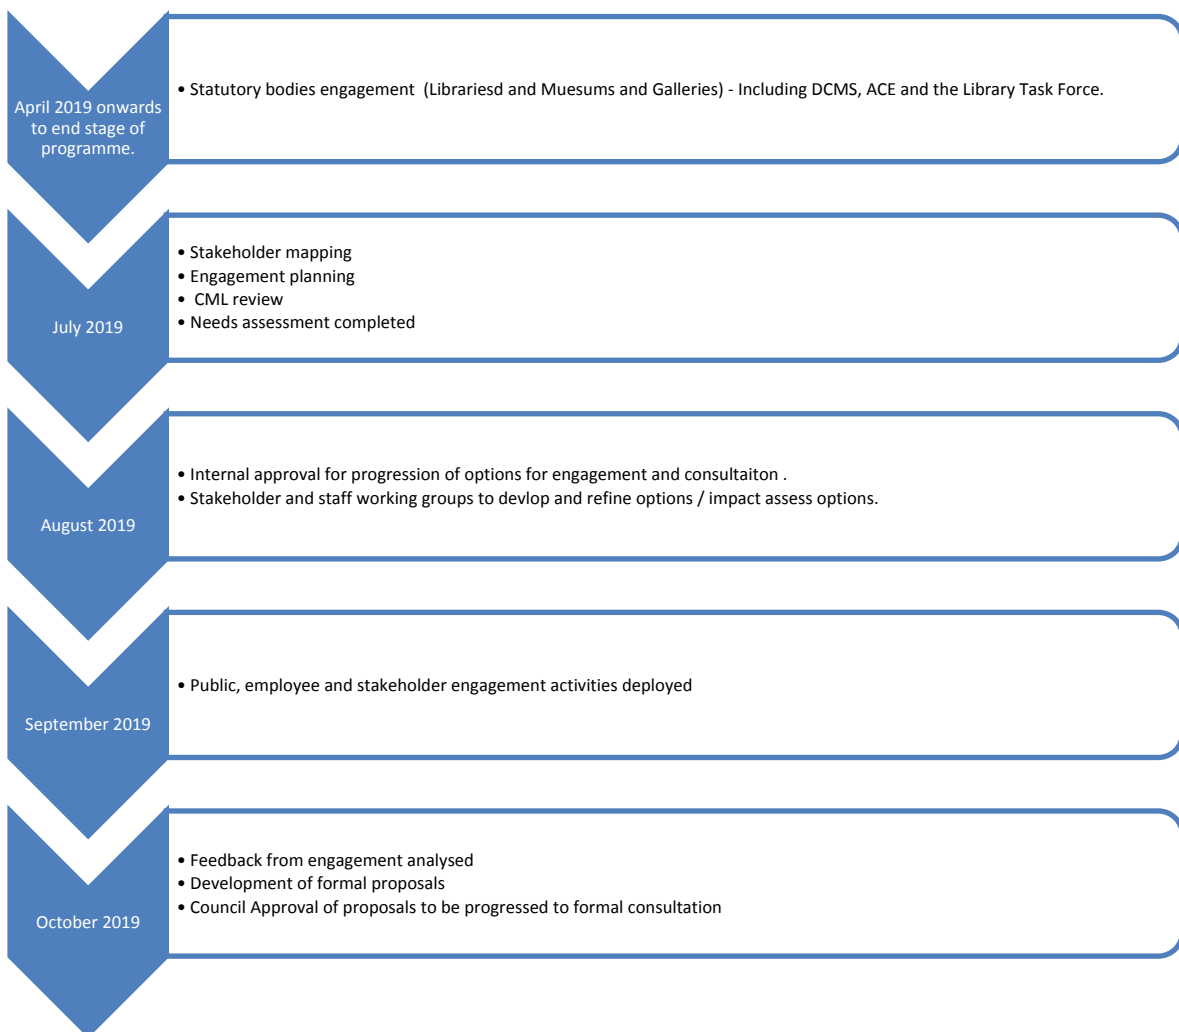 April 2019 onwards
to end stage of
programme.
• Statutory bodies engagement  (Librariesd and Muesums and Galleries) - Including DCMS, ACE and the Library Task Force.
July 2019
• Stakeholder mapping
• Engagement planning
•  CML review
• Needs assessment completed
August 2019
• Internal approval for progression of options for engagement and consultaiton .
• Stakeholder and staff working groups to devlop and refine options / impact assess options.
September 2019
• Public, employee and stakeholder engagement activities deployed
October 2019
• Feedback from engagement analysed
• Development of formal proposals
• Council Approval of proposals to be progressed to formal consultation